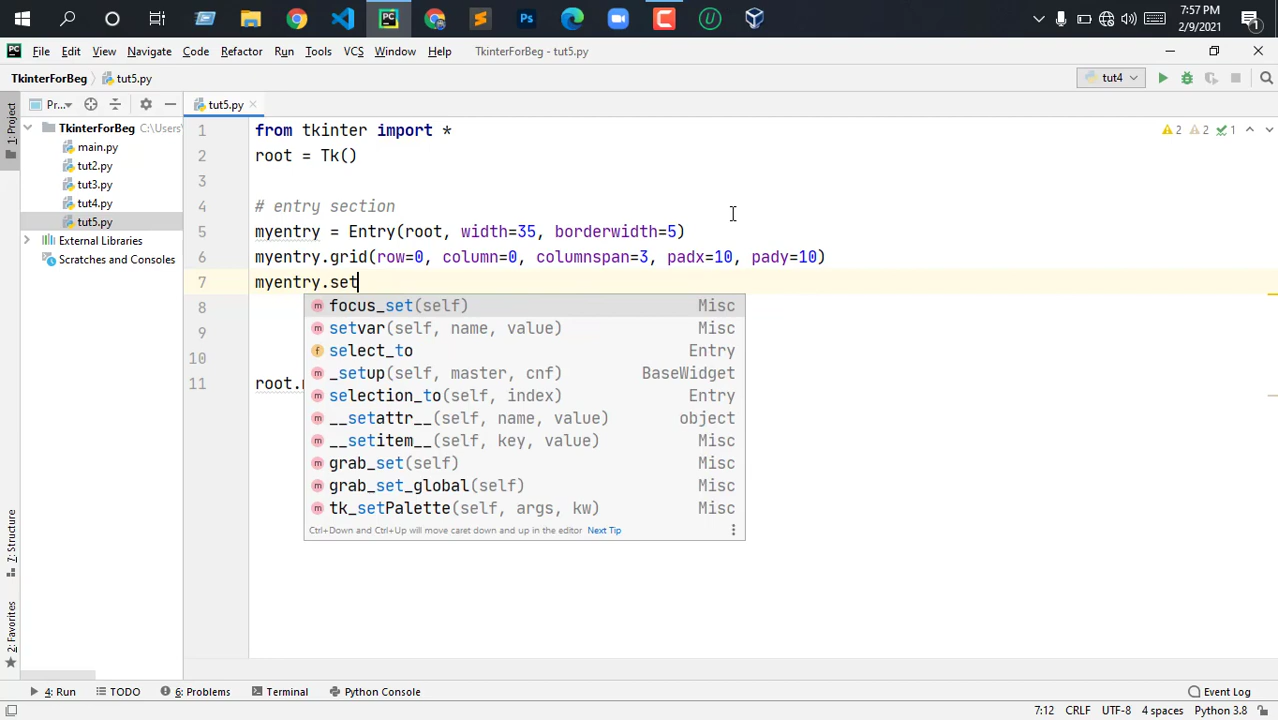 7:57 PM
2/9/2021
File Edit View Navigate Code Refactor Run Tools VCS Window Help TkinterForBeg - tut5.py
TkinterForBeg tut5.py tut4
Pr... tut5.py
1: Project
TkinterForBeg C:\Users\
main.py
tut2.py
tut3.py
tut4.py
tut5.py
External Libraries
Scratches and Consoles
2 2 1
1 from tkinter import *
2 root = Tk()
3
4 # entry section
5 myentry = Entry(root, width=35, borderwidth=5)
6 myentry.grid(row=0, column=0, columnspan=3, padx=10, pady=10)
7 myentry.set
8
9
10
11 root.
focus_set(self) Misc
setvar(self, name, value) Misc
select_to Entry
_setup(self, master, cnf) BaseWidget
selection_to(self, index) Entry
__setattr__(self, name, value) object
__setitem__(self, key, value) Misc
grab_set(self) Misc
grab_set_global(self) Misc
tk_setPalette(self, args, kw) Misc
Ctrl+Down and Ctrl+Up will move caret down and up in the editor Next Tip
7: Structure
2: Favorites
4: Run TODO 6: Problems Terminal Python Console Event Log
7:12 CRLF UTF-8 4 spaces Python 3.8